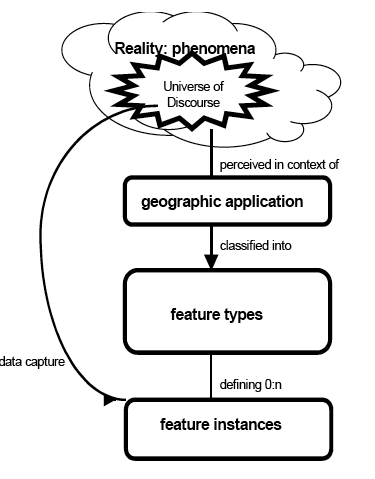 Reality: phenomena
Universe of
Discourse
perceived in context of
geographic application
classified into
feature types
data capture
defining 0:n
feature instances